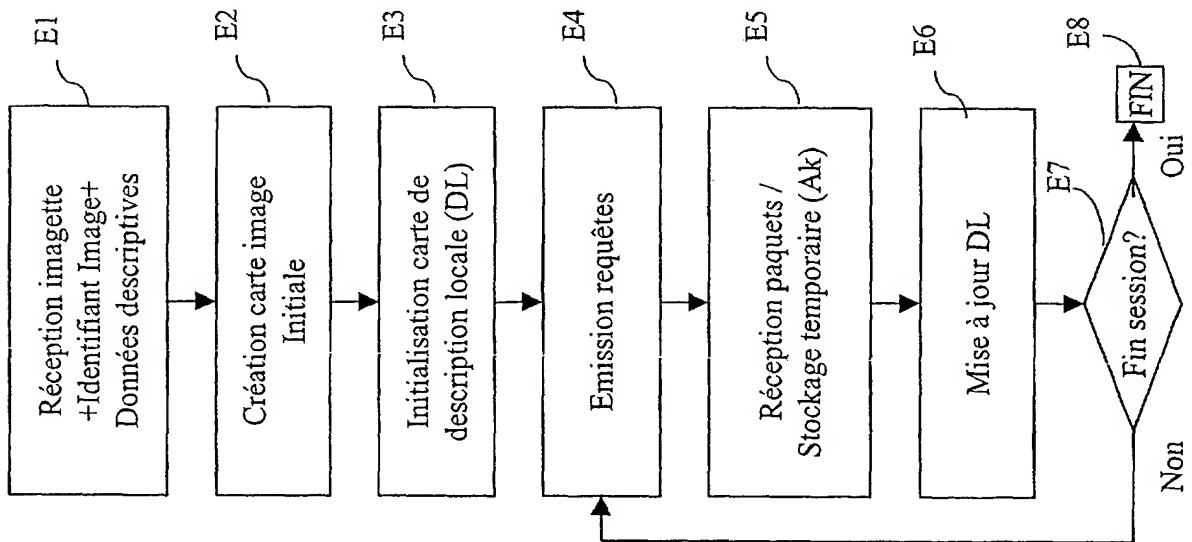 E1
Réception imagette
+Identifiant Image+
Données descriptives
E2
Création carte image
Initiale
E3
Initialisation carte de
description locale (DL)
E4
Emission requêtes
E5
Réception paquets /
Stockage temporaire (Ak)
E6
Mise à jour DL
E7
Fin session?
Non
Oui
E8
FIN